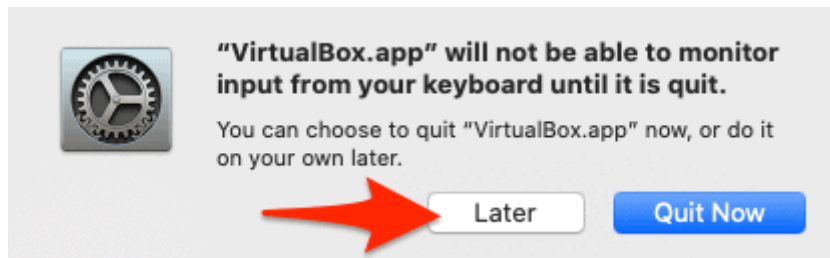 “VirtualBox.app” will not be able to monitor
input from your keyboard until it is quit.
You can choose to quit “VirtualBox.app” now, or do it
on your own later.
Later
Quit Now